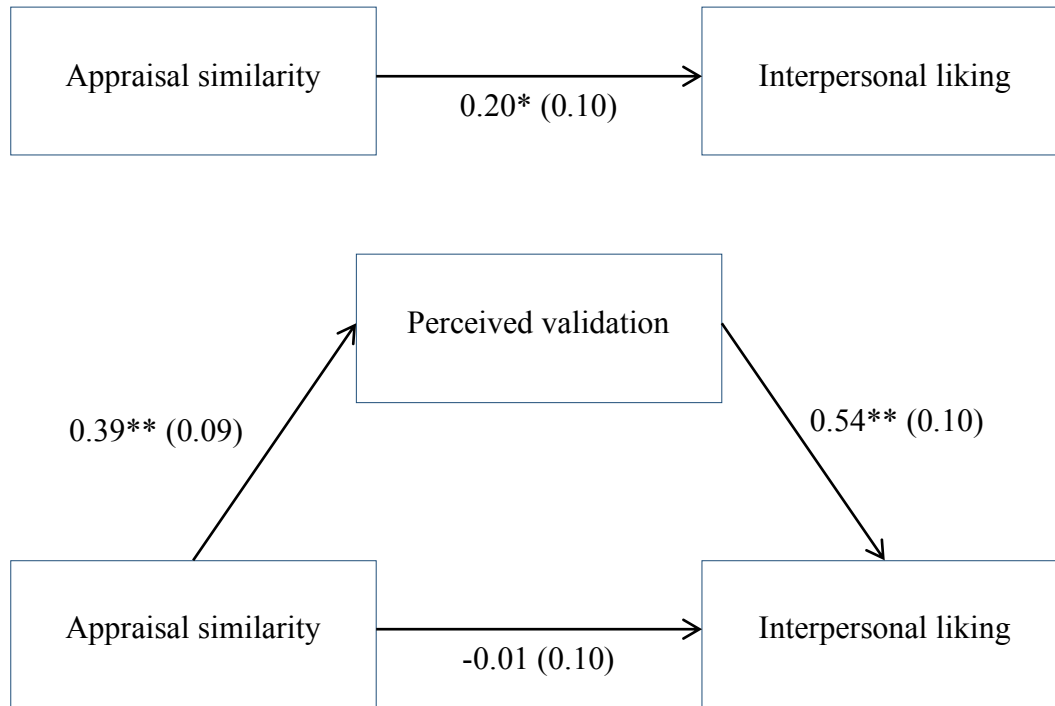 Appraisal similarity
Interpersonal liking
0.20* (0.10)
Perceived validation
0.39** (0.09)
0.54** (0.10)
Appraisal similarity
Interpersonal liking
-0.01 (0.10)